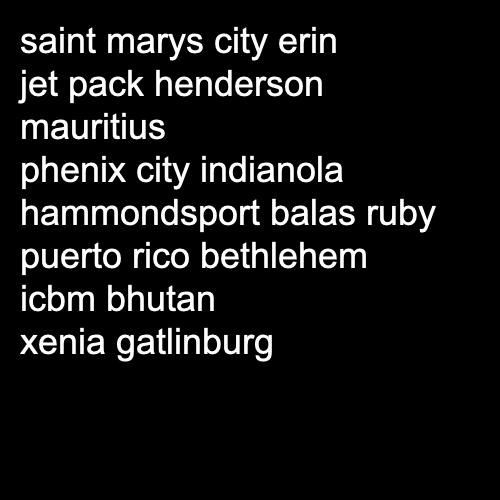 saint marys city erin
jet pack henderson
mauritius
phenix city indianola
hammondsport balas ruby
puerto rico bethlehem
icbm bhutan
xenia gatlinburg